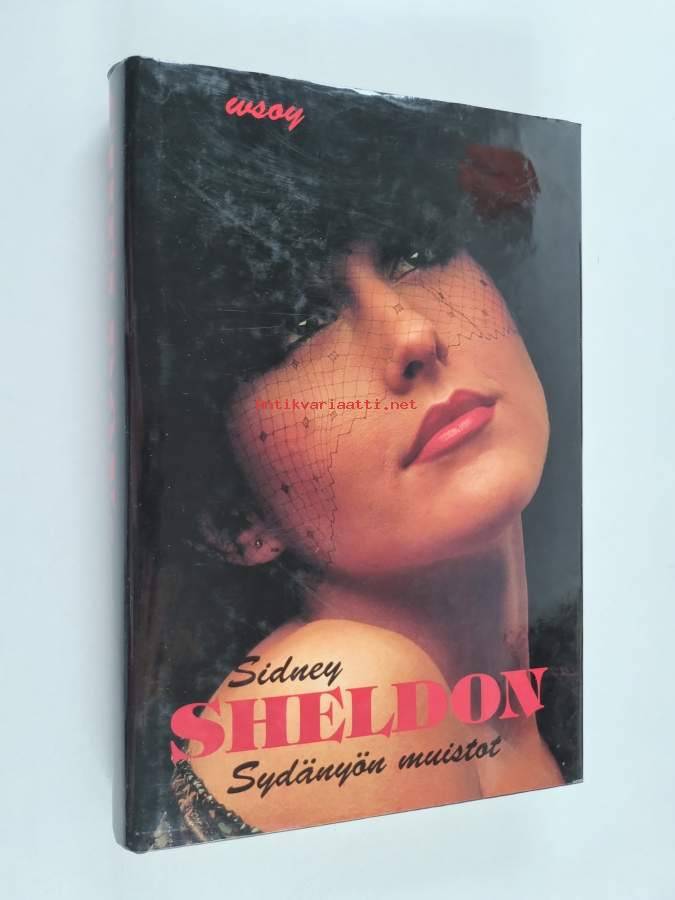 wsoy
antikvariaatti.net
Sidney
SHELDON
Sydänyön muistot